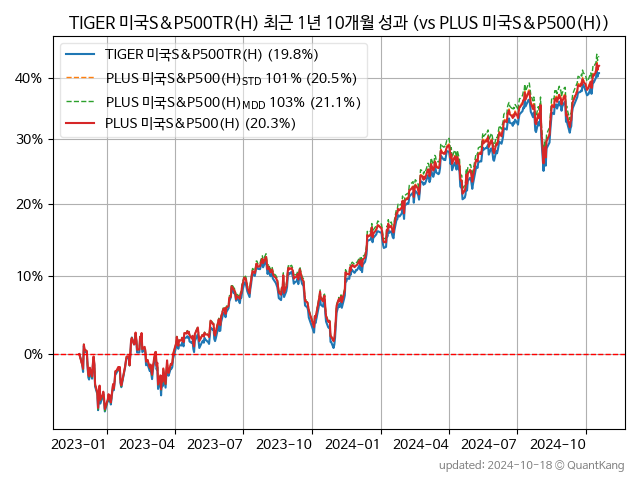 TIGER 미국S&P500TR(H) 최근 1년 10개월 성과 (vs PLUS 미국S&P500(H))
TIGER 미국S&P500TR(H) (19.8%)
PLUS 미국S&P500(H)STD 101% (20.5%)
PLUS 미국S&P500(H)MDD 103% (21.1%)
PLUS 미국S&P500(H) (20.3%)
40%
30%
20%
10%
0%
2023-01 2023-04 2023-07 2023-10 2024-01 2024-04 2024-07 2024-10
updated: 2024-10-18 © QuantKang